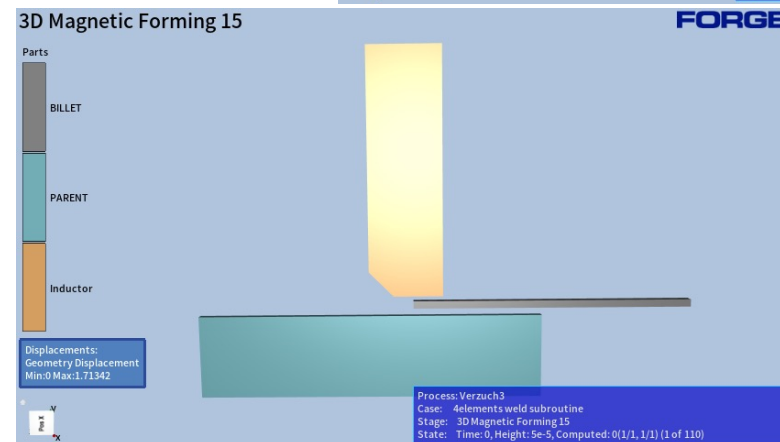 3D Magnetic Forming 15
FORGE
Parts
BILLET
PARENT
Inductor
Displacements:
Geometry Displacement
Min:0 Max:1.71342
Process: Verzuch3
Case: 4elements weld subroutine
Stage: 3D Magnetic Forming 15
State: Time: 0, Height: 5e-5, Computed: 0(1/1, 1/1) (1 of 110)
Y
Pos X
X